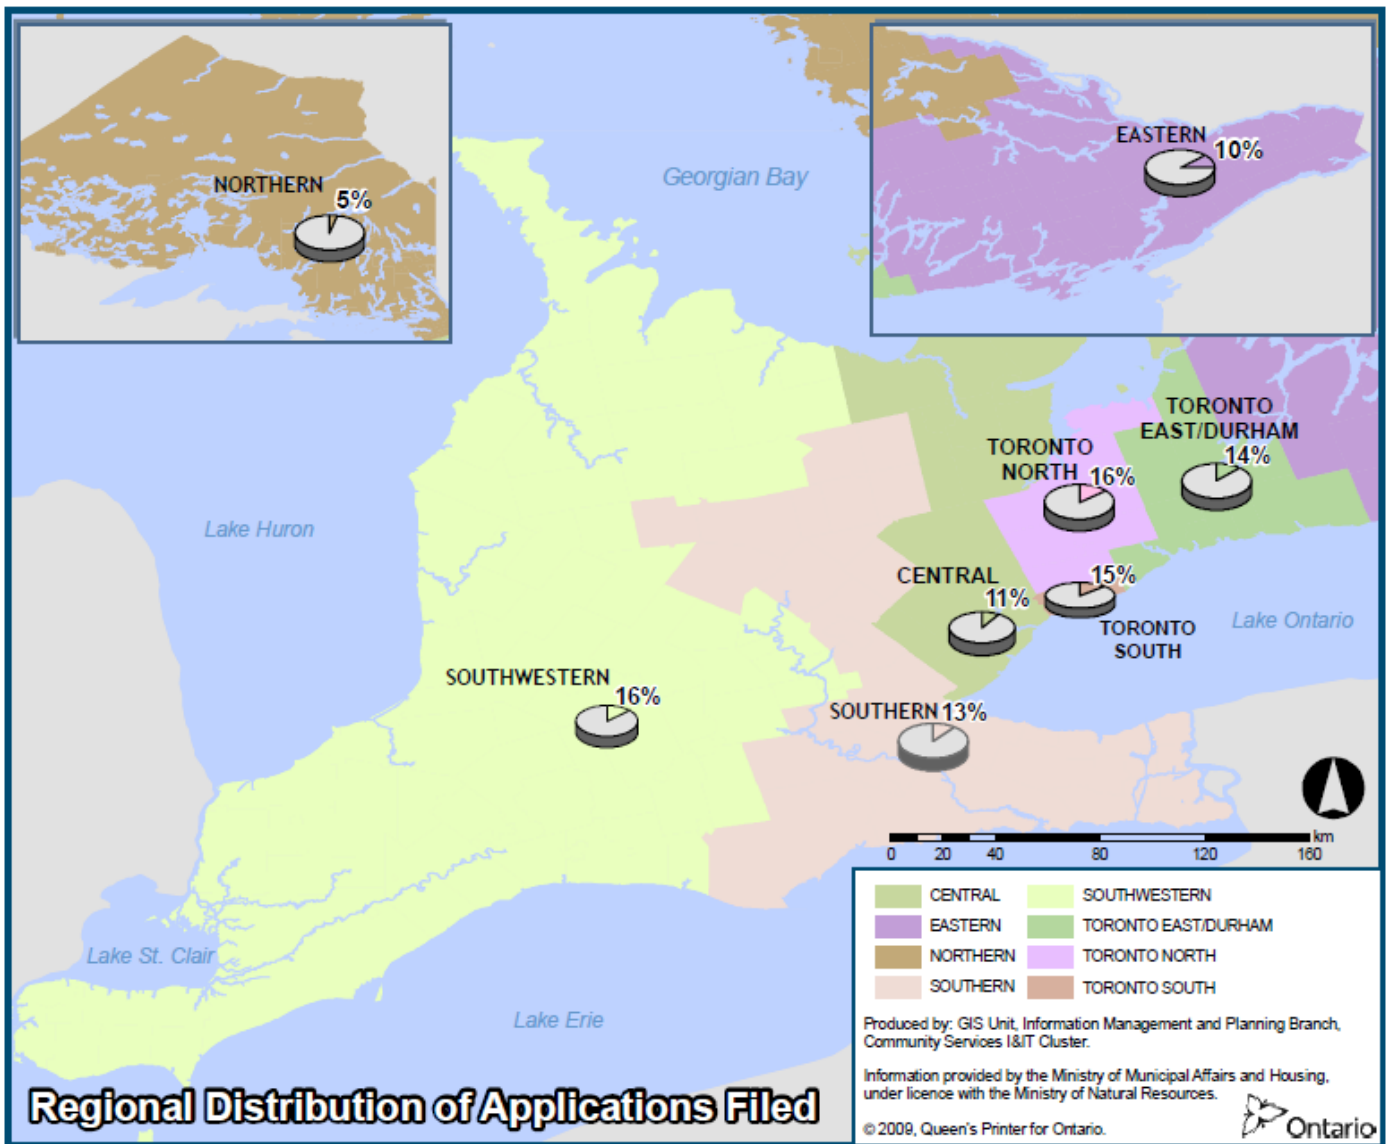 NORTHERN
5%
Georgian Bay
EASTERN
10%
TORONTO
EAST/DURHAM
14%
TORONTO
NORTH
16%
Lake Huron
CENTRAL
11%
15%
TORONTO
SOUTH
Lake Ontario
SOUTHWESTERN
16%
SOUTHERN
13%
km
0 20 40 80 120 160
Lake St. Clair
Lake Erie
CENTRAL SOUTHWESTERN
EASTERN TORONTO EAST/DURHAM
NORTHERN TORONTO NORTH
SOUTHERN TORONTO SOUTH
Produced by: GIS Unit, Information Management and Planning Branch,
Community Services I&IT Cluster.
Information provided by the Ministry of Municipal Affairs and Housing,
under licence with the Ministry of Natural Resources.
© 2009, Queen's Printer for Ontario.
Ontario
Regional Distribution of Applications Filed